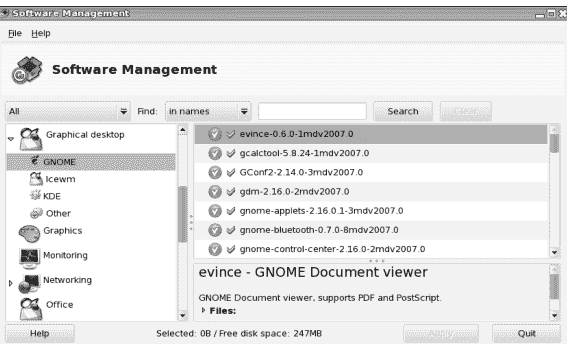 Software Management
File Help
Software Management
All Find: in names Search Clear
Graphical desktop
GNOME
Icewm
KDE
Other
Graphics
Monitoring
Networking
Office
evince-0.6.0-1mdv2007.0
gcalctool-5.8.24-1mdv2007.0
GConf2-2.14.0-3mdv2007.0
gdm-2.16.0-2mdv2007.0
gnome-applets-2.16.0.1-3mdv2007.0
gnome-bluetooth-0.7.0-8mdv2007.0
gnome-control-center-2.16.0-2mdv2007.0
evince - GNOME Document viewer
GNOME Document viewer, supports PDF and PostScript.
Files:
Help Selected: 0B / Free disk space: 247MB Apply Quit